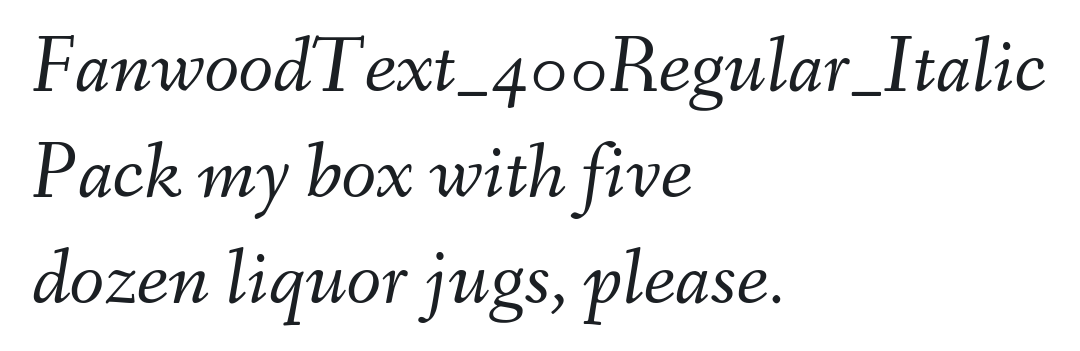 FanwoodText_400Regular_Italic
Pack my box with five
dozen liquor jugs, please.